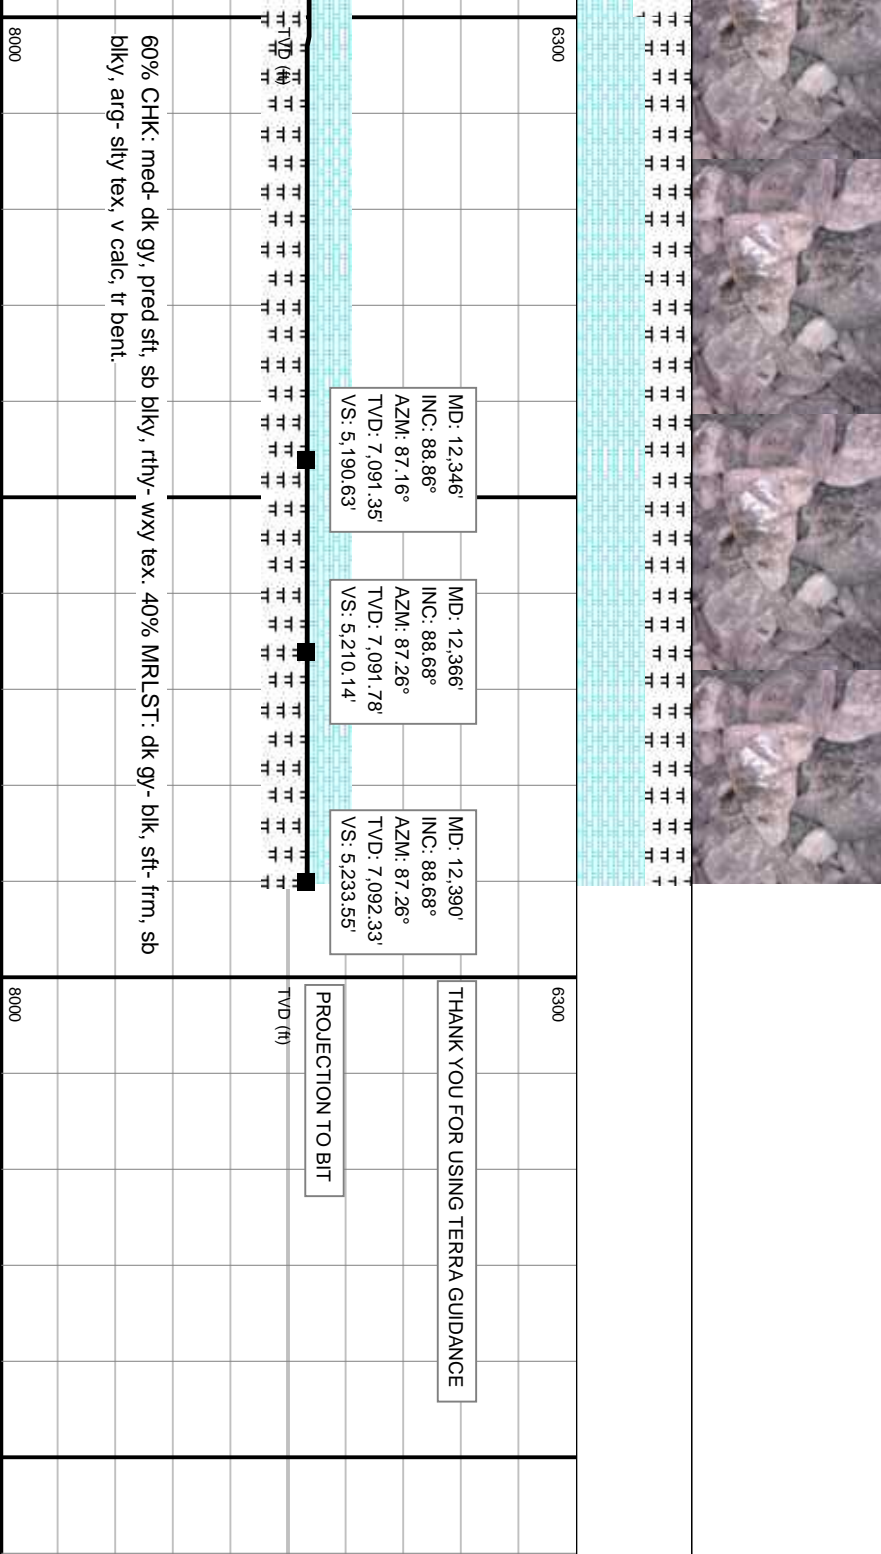 6300
TVD (ft)
8000
MD: 12,346'
INC: 88.86°
AZM: 87.16°
TVD: 7,091.35'
VS: 5,190.63'
MD: 12,366'
INC: 88.68°
AZM: 87.26°
TVD: 7,091.78'
VS: 5,210.14'
MD: 12,390'
INC: 88.68°
AZM: 87.26°
TVD: 7,092.33'
VS: 5,233.55'
60% CHK: med- dk gy, pred sft, sb blky, rthy- wxy tex. 40% MRLST: dk gy- blk, sft- frm, sb
blky, arg- slty tex, v calc, tr bent.
6300
THANK YOU FOR USING TERRA GUIDANCE
PROJECTION TO BIT
TVD (ft)
8000